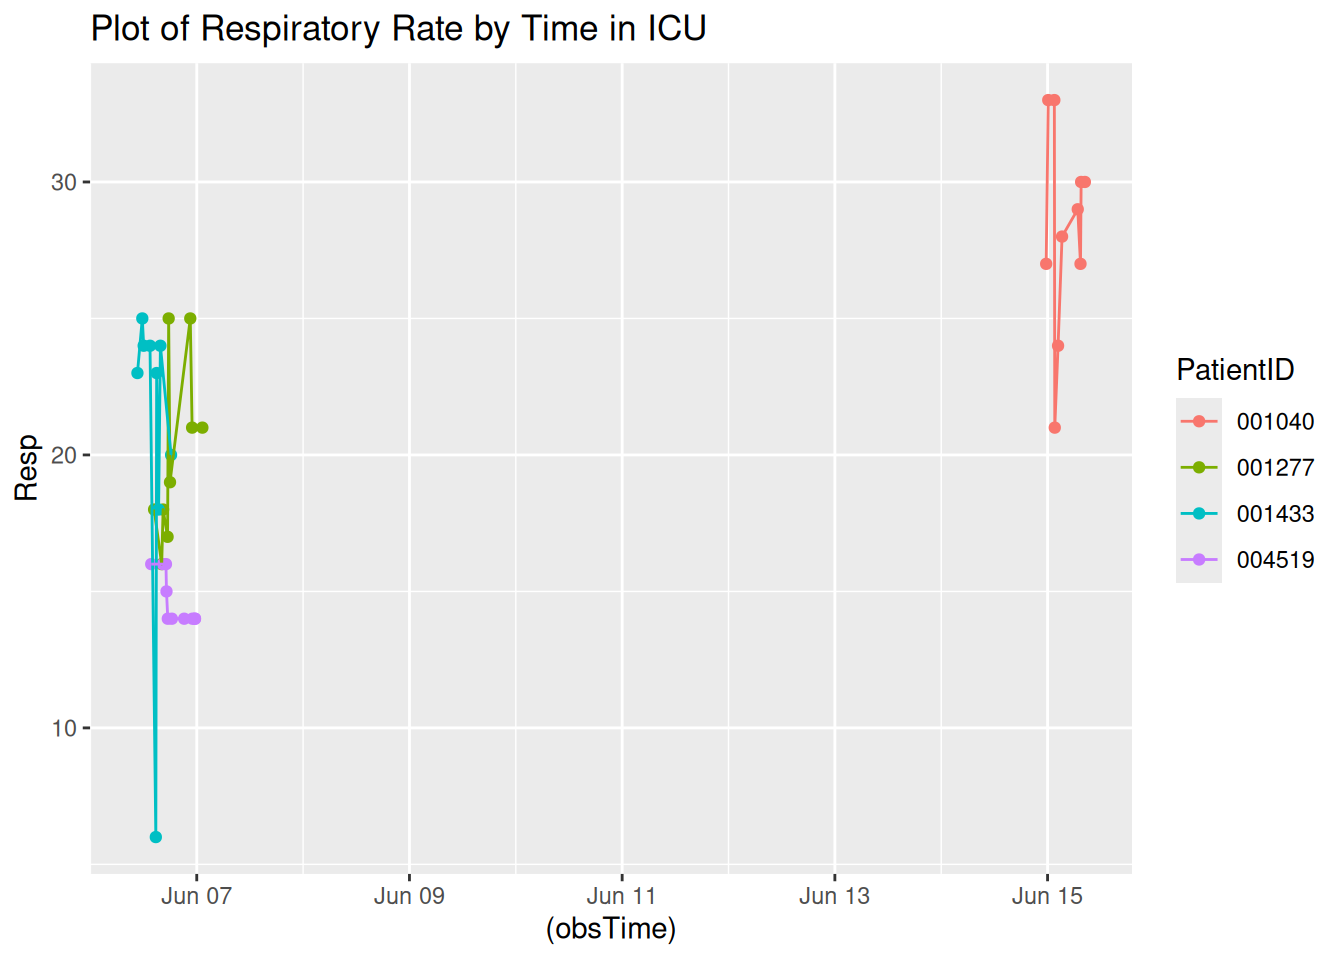 Plot of Respiratory Rate by Time in ICU
Resp
30
20
10
Jun 07
Jun 09
Jun 11
Jun 13
Jun 15
(obsTime)
PatientID
001040
001277
001433
004519